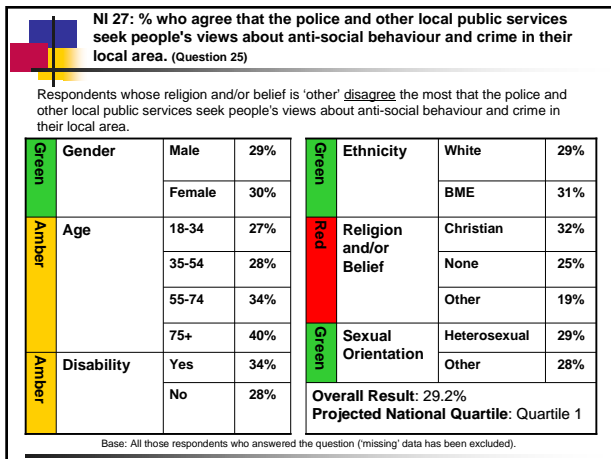 NI 27: % who agree that the police and other local public services
seek people's views about anti-social behaviour and crime in their
local area. (Question 25)
Respondents whose religion and/or belief is 'other' disagree the most that the police and
other local public services seek people's views about anti-social behaviour and crime in
their local area.
Green Gender Male 29%
Female 30%
Amber Age 18-34 27%
35-54 28%
55-74 34%
75+ 40%
Amber Disability Yes 34%
No 28%
Green Ethnicity White 29%
BME 31%
Red Religion Christian 32%
and/or
Belief None 25%
Other 19%
Green Sexual Heterosexual 29%
Orientation Other 28%
Overall Result: 29.2%
Projected National Quartile: Quartile 1
Base: All those respondents who answered the question ('missing' data has been excluded).